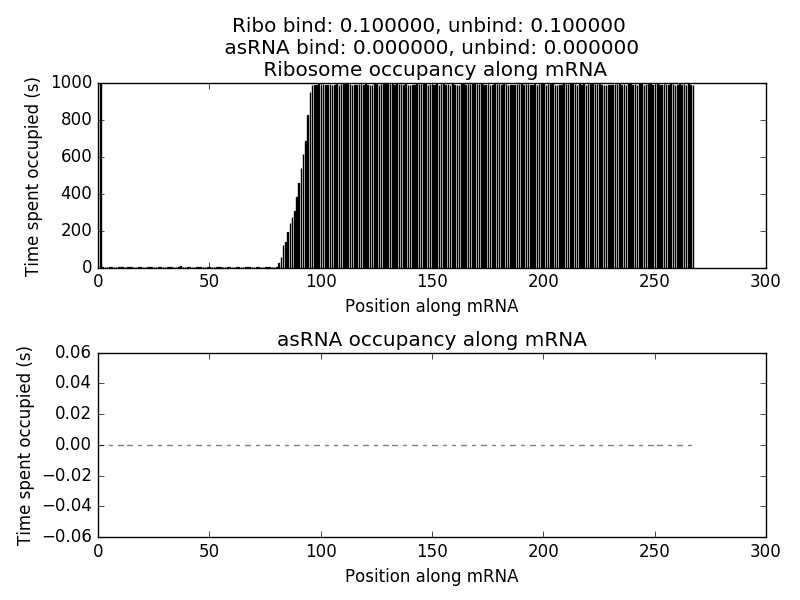 Ribo bind: 0.100000, unbind: 0.100000
asRNA bind: 0.000000, unbind: 0.000000
Ribosome occupancy along mRNA
1000
800
600
400
200
0
Time spent occupied (s)
0 50 100 150 200 250 300
Position along mRNA
asRNA occupancy along mRNA
0.06
0.04
0.02
0.00
−0.02
−0.04
−0.06
Time spent occupied (s)
0 50 100 150 200 250 300
Position along mRNA